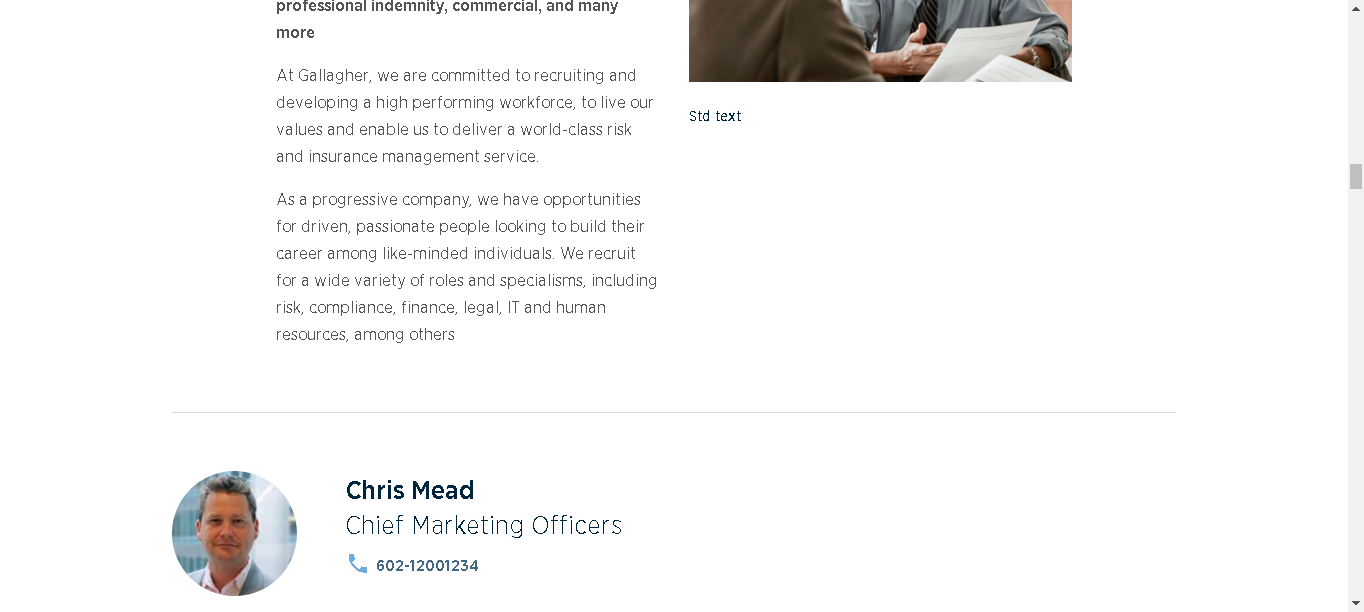 professional indemnity, commercial, and many
more
At Gallagher, we are committed to recruiting and
developing a high performing workforce, to live our
values and enable us to deliver a world-class risk
and insurance management service.
As a progressive company, we have opportunities
for driven, passionate people looking to build their
career among like-minded individuals. We recruit
for a wide variety of roles and specialisms, including
risk, compliance, finance, legal, IT and human
resources, among others
Std text
Chris Mead
Chief Marketing Officers
602-12001234